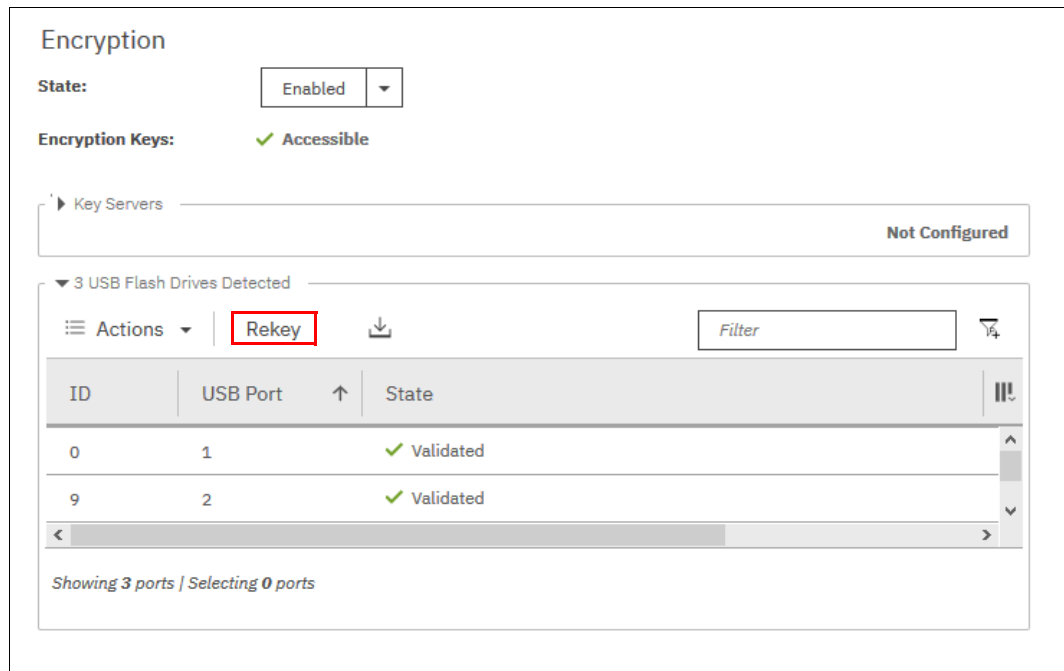 Encryption
State: Enabled
Encryption Keys: Accessible
Key Servers
Not Configured
3 USB Flash Drives Detected
Actions Rekey Filter
ID USB Port State
0 1 Validated
9 2 Validated
Showing 3 ports | Selecting 0 ports